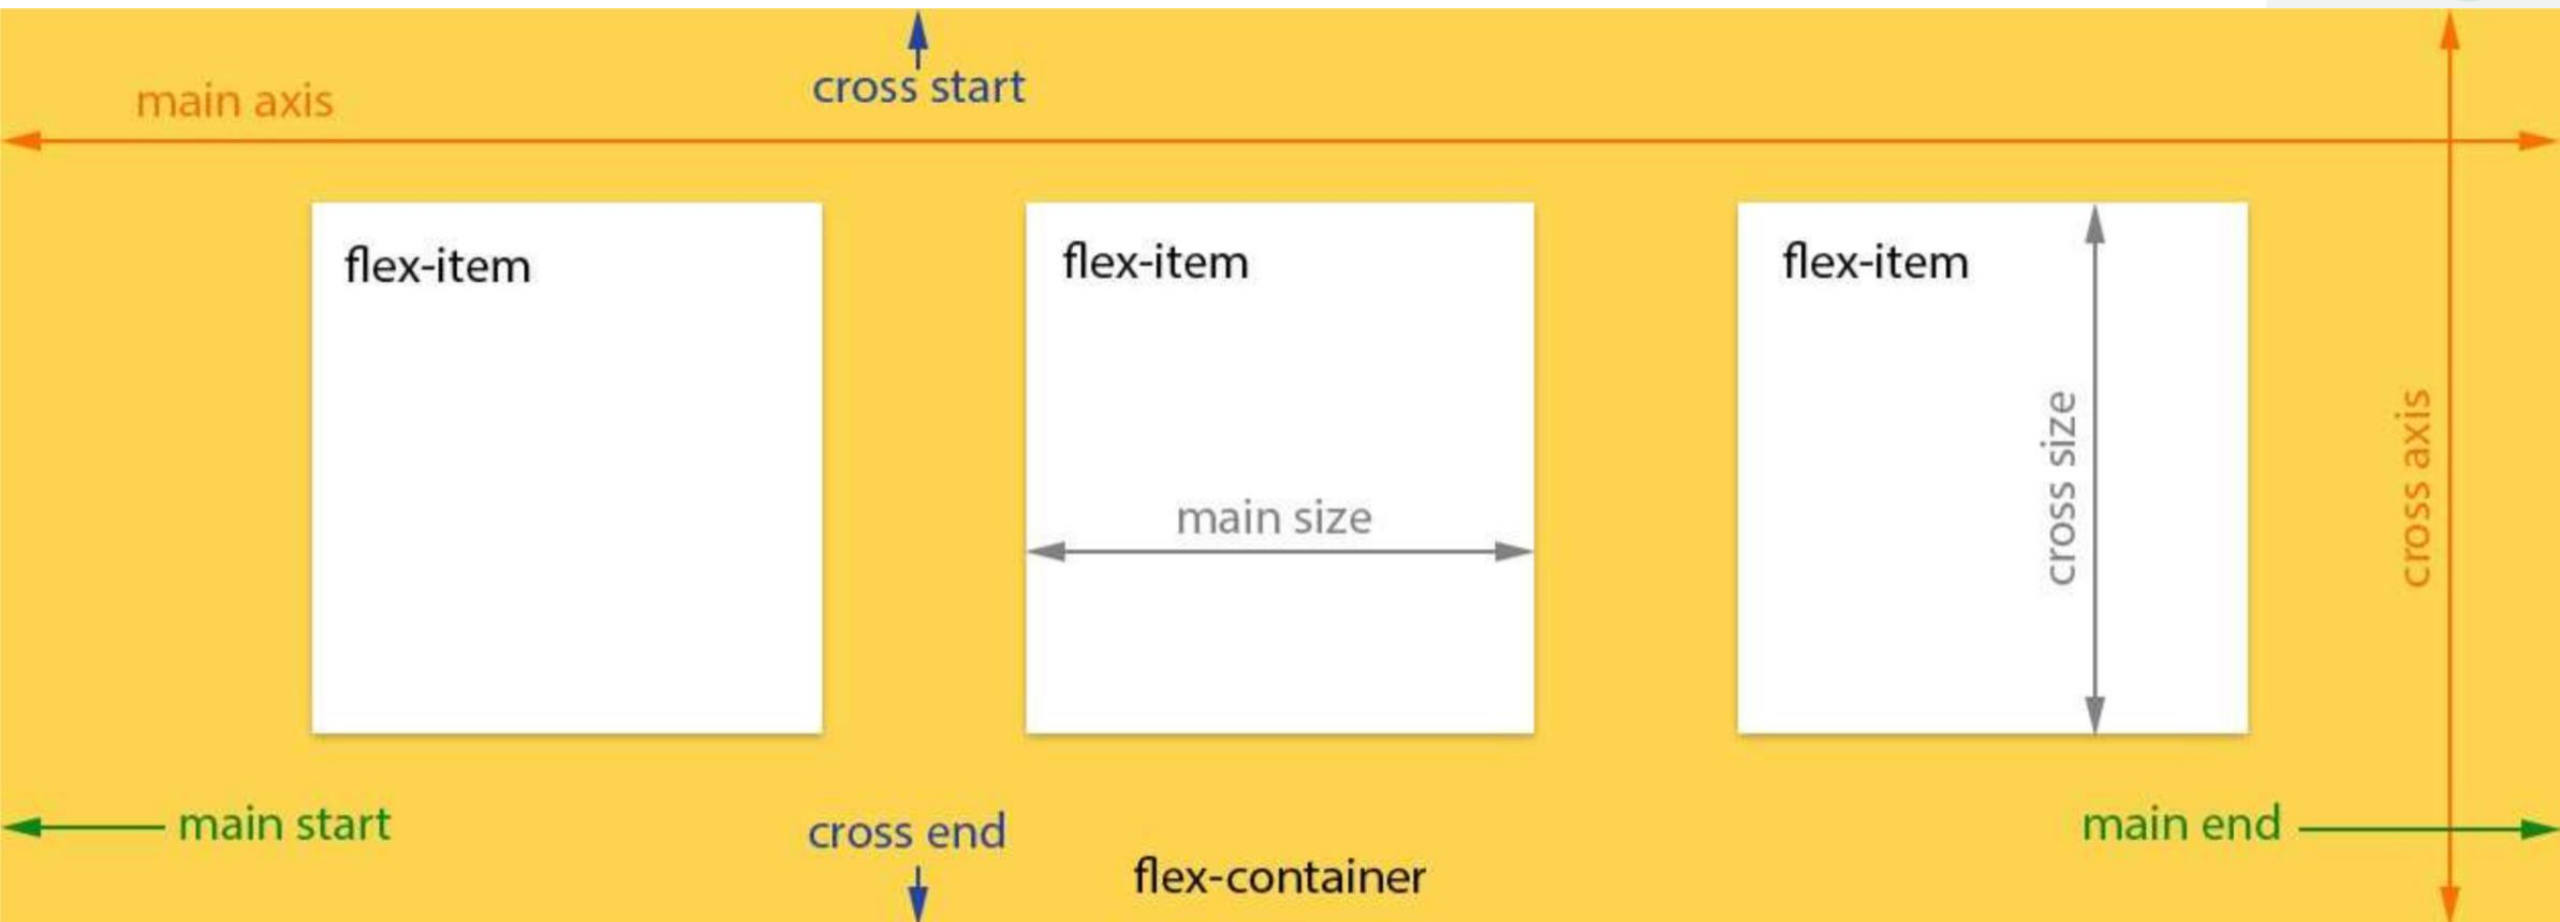 cross start
main axis
flex-item
flex-item
flex-item
cross size
cross axis
main size
main start
cross end
main end
flex-container